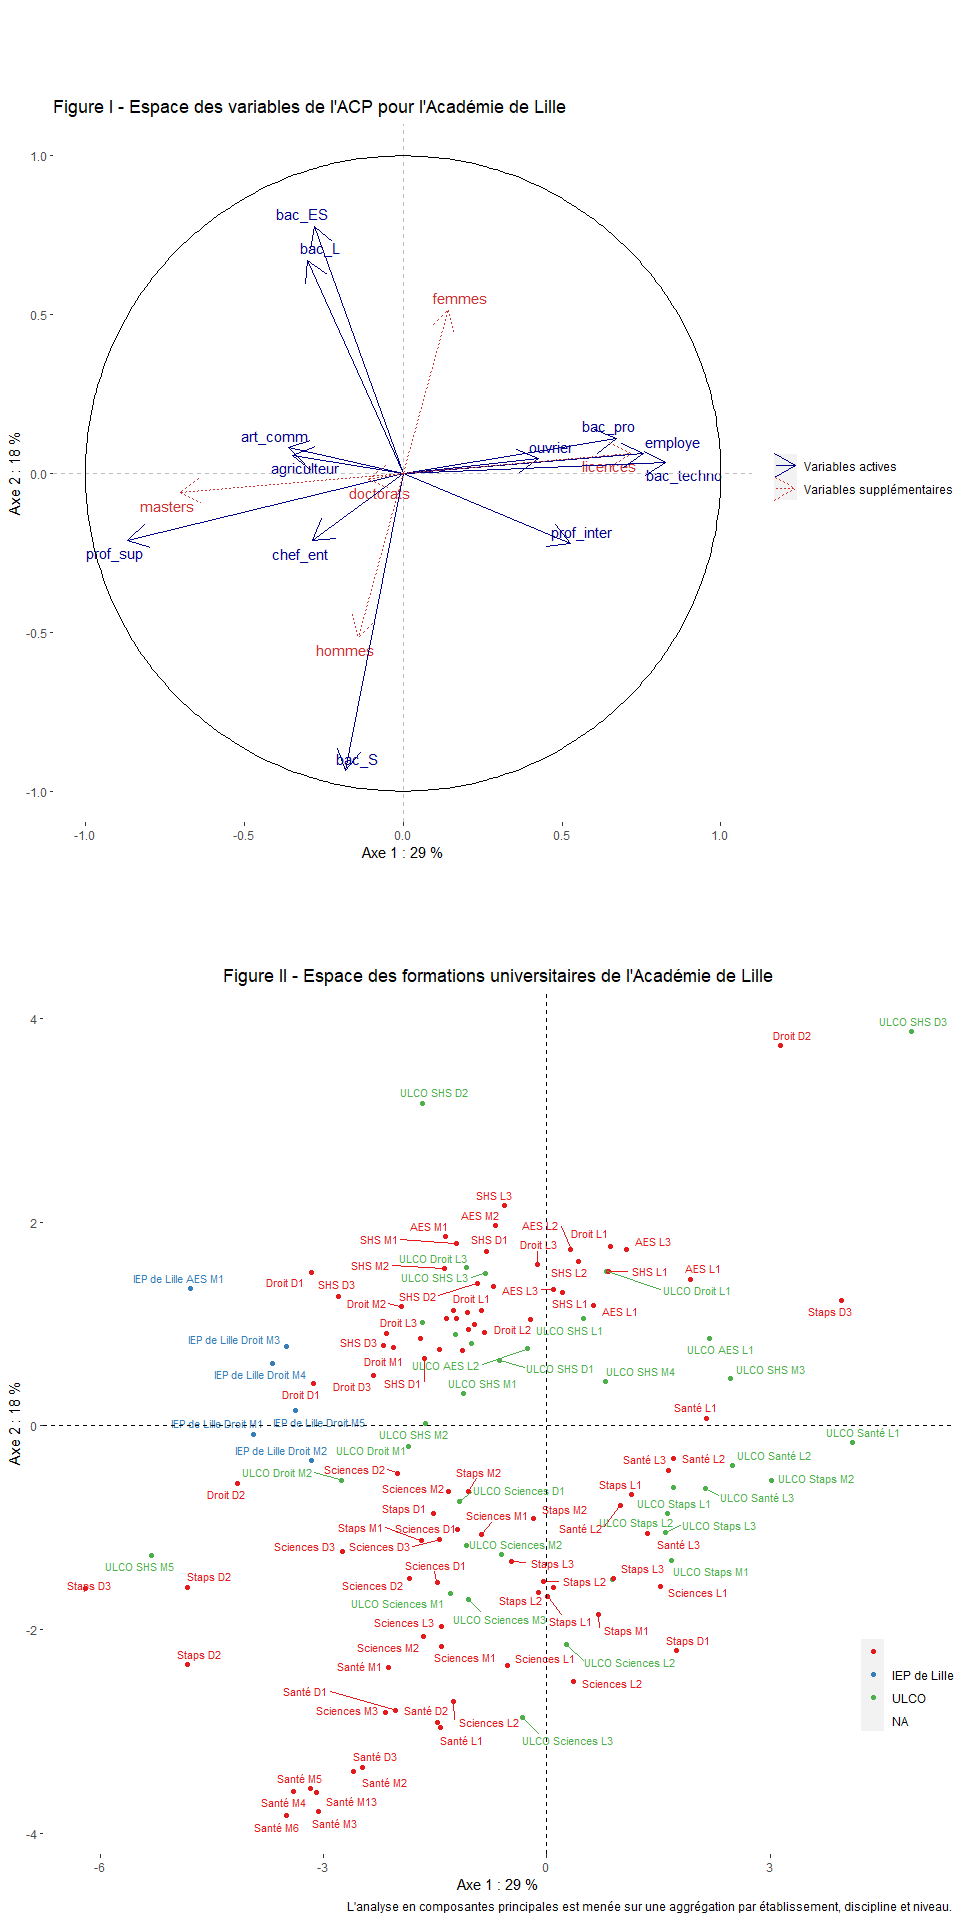 Figure I - Espace des variables de l'ACP pour l'Académie de Lille
1.0
bac_ES
bac_L
femmes
0.5
bac_pro
art_comm
ouvrier
employe
agriculteur
licences
Variables actives
0.0
bac_techno
doctorats
Variables supplémentaires
masters
prof_inter
prof_sup
chef_ent
Axe 2 : 18 %
-0.5
hommes
bac_S
-1.0
-1.0
-0.5
0.0
0.5
1.0
Axe 1 : 29 %
Figure II - Espace des formations universitaires de l'Académie de Lille
4
ULCO SHS D3
Droit D2
ULCO SHS D2
SHS L3
AES M2
2
AES M1
AES L2
Droit L1
SHS M1
SHS D1
Droit L3
AES L3
ULCO Droit L3
SHS M2
SHS L2
SHS L1
AES L1
IEP de Lille AES M1
ULCO SHS L3
Droit D1
SHS D3
AES L3
ULCO Droit L1
SHS D2
Droit L1
Droit M2
SHS L1
AES L1
Staps D3
Droit L3
Droit L2
ULCO SHS L1
IEP de Lille Droit M3
SHS D3
ULCO AES L1
Droit M1
ULCO AES L2
ULCO SHS D1
IEP de Lille Droit M4
ULCO SHS M4
ULCO SHS M3
Droit D3
SHS D1
ULCO SHS M1
Droit D1
Santé L1
IEP de Lille Droit M1
IEP de Lille Droit M5
0
ULCO SHS M2
ULCO Santé L1
IEP de Lille Droit M2
ULCO Droit M1
Axe 2 : 18 %
Santé L3
Santé L2
ULCO Santé L2
ULCO Droit M2
Sciences D2
Staps M2
ULCO Staps M2
Droit D2
Sciences M2
ULCO Sciences D1
Staps L1
ULCO Santé L3
Staps D1
Sciences M1
Staps M2
ULCO Staps L1
Staps M1
Sciences D1
Santé L2
ULCO Staps L2
ULCO Staps L3
Sciences D3
Sciences D3
ULCO Sciences M2
Santé L3
ULCO SHS M5
Sciences D1
Staps L3
Staps L3
ULCO Staps M1
Staps D3
Staps D2
Sciences D2
Staps L2
Sciences L1
ULCO Sciences M1
Staps L2
Sciences L3
ULCO Sciences M3
Staps L1
-2
Staps M1
Staps D2
Sciences M2
Sciences M1
Sciences L1
Staps D1
Santé M1
ULCO Sciences L2
Santé D1
Sciences L2
Sciences M3
Santé D2
Sciences L2
Santé L1
ULCO Sciences L3
Santé D3
Santé M5
Santé M2
Santé M4
Santé M13
Santé M6
Santé M3
-4
IEP de Lille
ULCO
NA
-6
-3
0
3
Axe 1 : 29 %
L'analyse en composantes principales est menée sur une aggrégation par établissement, discipline et niveau.